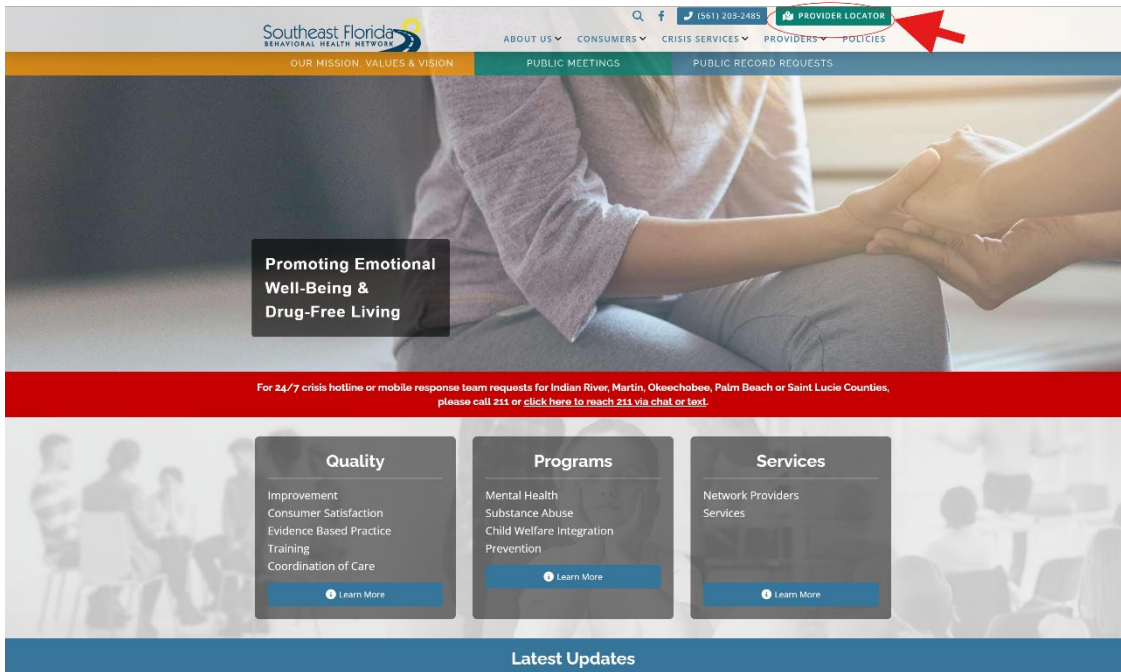 Southeast Florida
BEHAVIORAL HEALTH NETWORK
(561) 203-2485
PROVIDER LOCATOR
ABOUT US
CONSUMERS
CRISIS SERVICES
PROVIDERS
POLICIES
OUR MISSION, VALUES & VISION
PUBLIC MEETINGS
PUBLIC RECORD REQUESTS
Promoting Emotional
Well-Being &
Drug-Free Living
For 24/7 crisis hotline or mobile response team requests for Indian River, Martin, Okeechobee, Palm Beach or Saint Lucie Counties,
please call 211 or click here to reach 211 via chat or text.
Quality
Improvement
Consumer Satisfaction
Evidence Based Practice
Training
Coordination of Care
Learn More
Programs
Mental Health
Substance Abuse
Child Welfare Integration
Prevention
Learn More
Services
Network Providers
Services
Learn More
Latest Updates